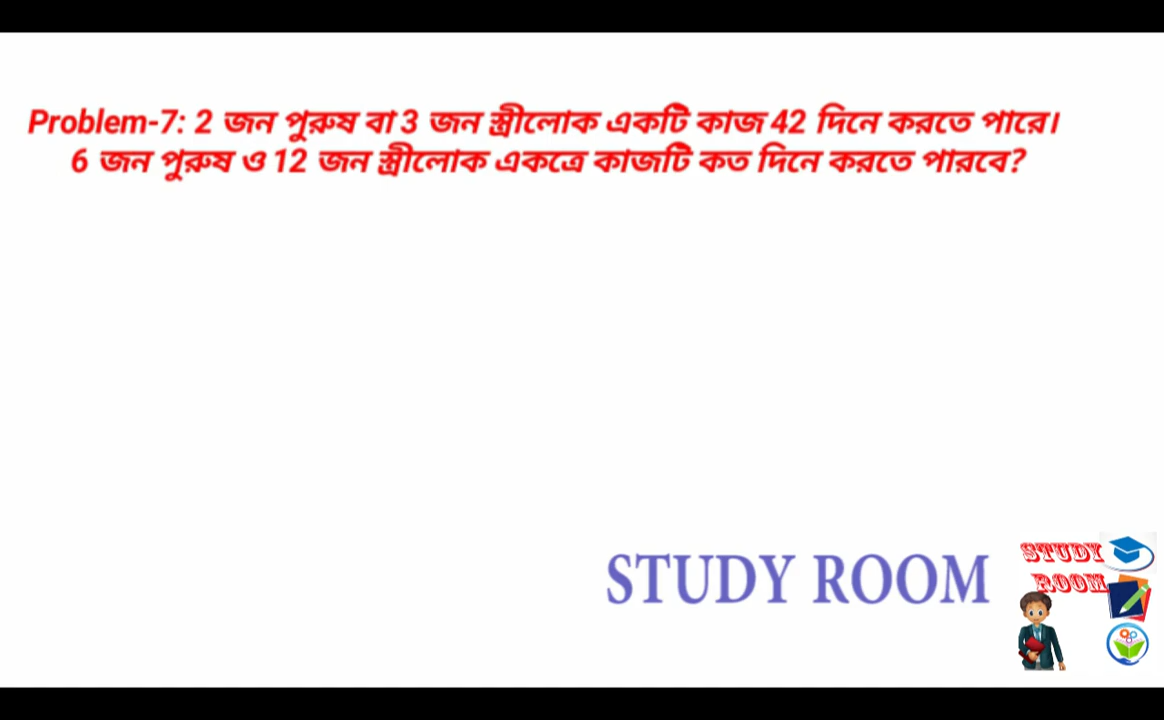 Problem-7: 2 জন পুরুষ বা 3 জন স্ত্রীলোক একটি কাজ 42 দিনে করতে পারে।
6 জন পুরুষ ও 12 জন স্ত্রীলোক একত্রে কাজটি কত দিনে করতে পারবে?
STUDY ROOM
STUDY
ROOM